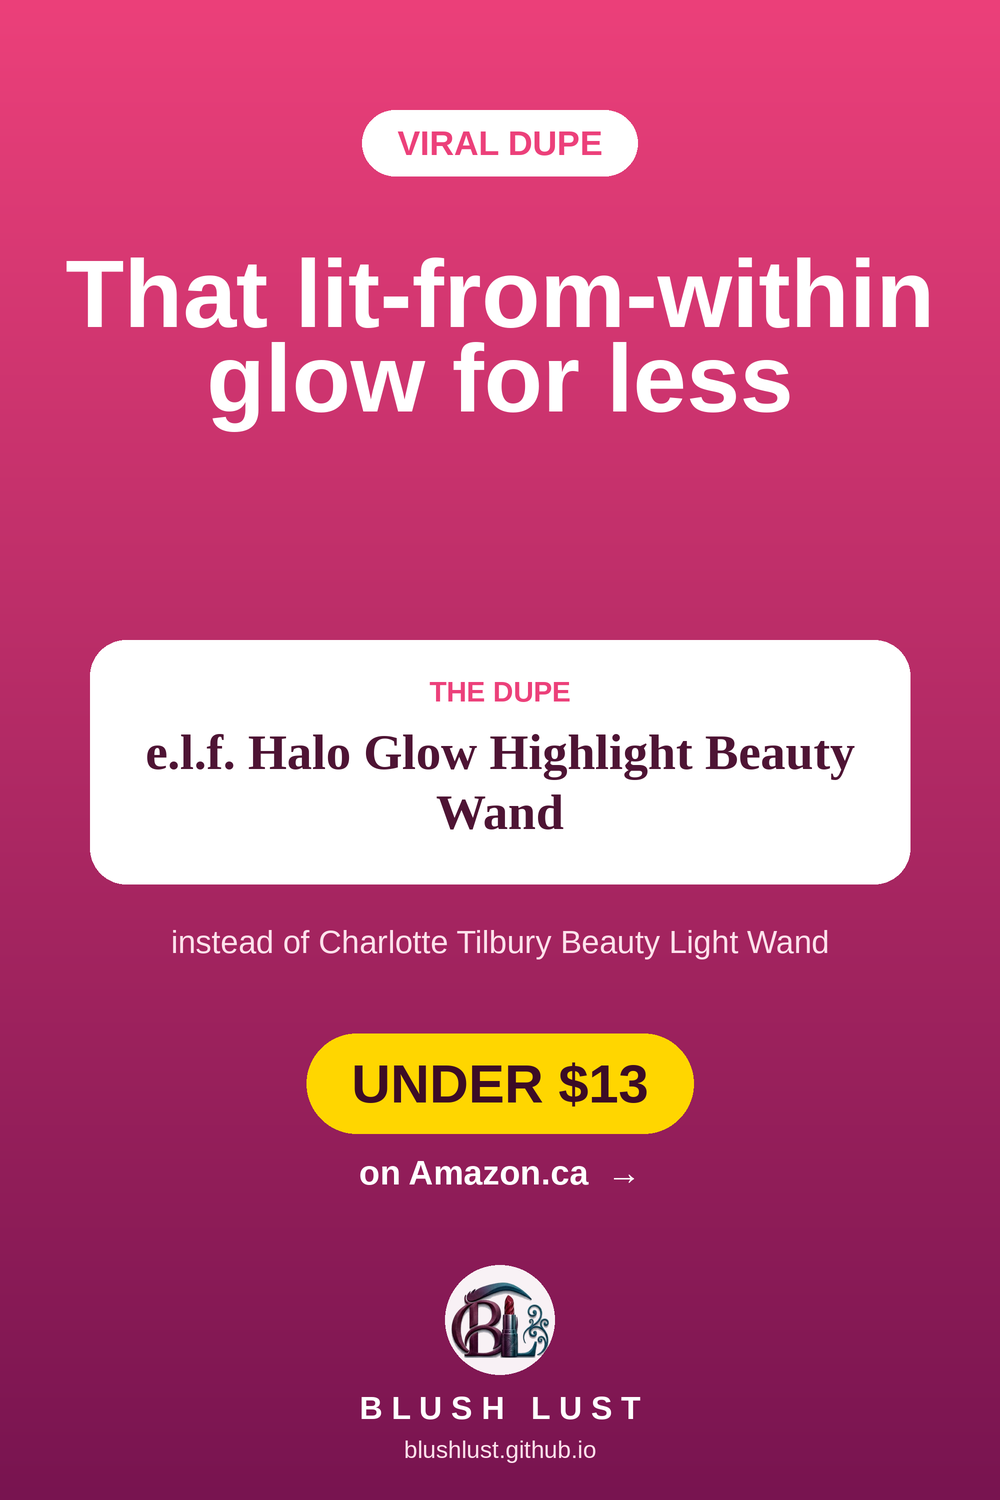 VIRAL DUPE
That lit-from-within
glow for less
THE DUPE
e.l.f. Halo Glow Highlight Beauty
Wand
instead of Charlotte Tilbury Beauty Light Wand
UNDER $13
on Amazon.ca →
BL
BLUSH LUST
blushlust.github.io